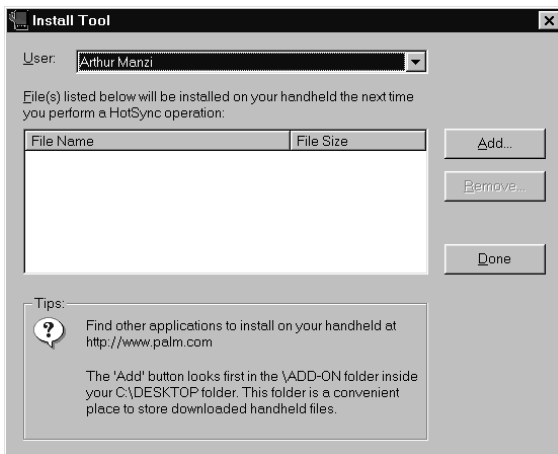 Install Tool
User: Arthur Manzi
File(s) listed below will be installed on your handheld the next time
you perform a HotSync operation:
File Name File Size
Add...
Remove...
Done
Tips:
Find other applications to install on your handheld at
http://www.palm.com
The 'Add' button looks first in the \ADD-ON folder inside
your C:\DESKTOP folder. This folder is a convenient
place to store downloaded handheld files.